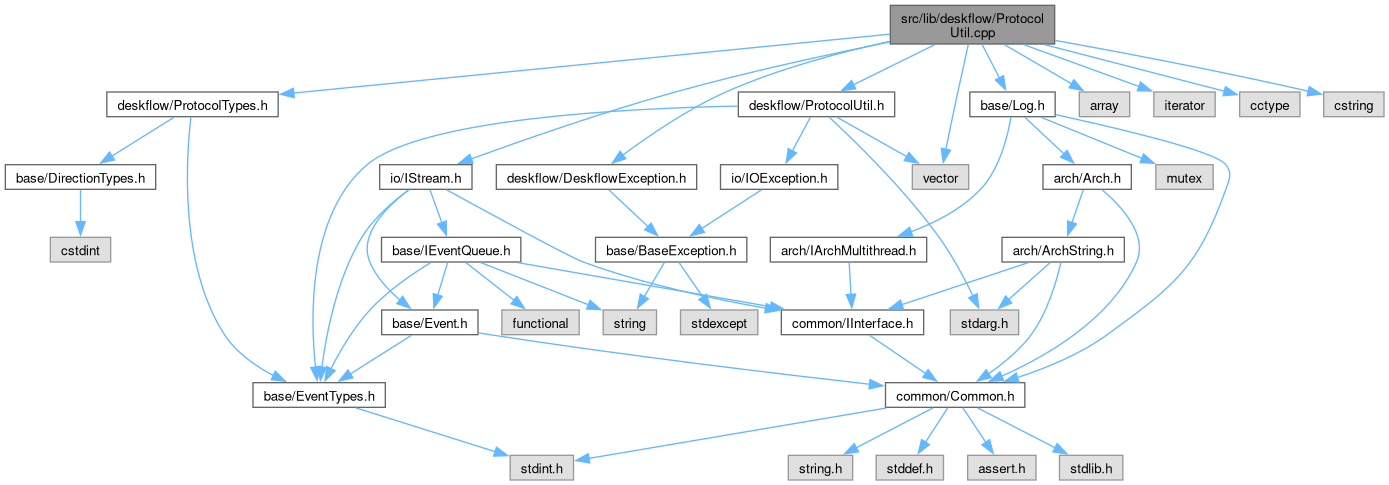 src/lib/deskflow/Protocol
Util.cpp
deskflow/ProtocolTypes.h
deskflow/ProtocolUtil.h
base/Log.h
array
iterator
cctype
cstring
base/DirectionTypes.h
io/IStream.h
deskflow/DeskflowException.h
io/IOException.h
vector
arch/Arch.h
mutex
cstdint
base/IEventQueue.h
base/BaseException.h
arch/IArchMultithread.h
arch/ArchString.h
base/Event.h
functional
string
stdexcept
common/IInterface.h
stdarg.h
base/EventTypes.h
common/Common.h
stdint.h
string.h
stddef.h
assert.h
stdlib.h